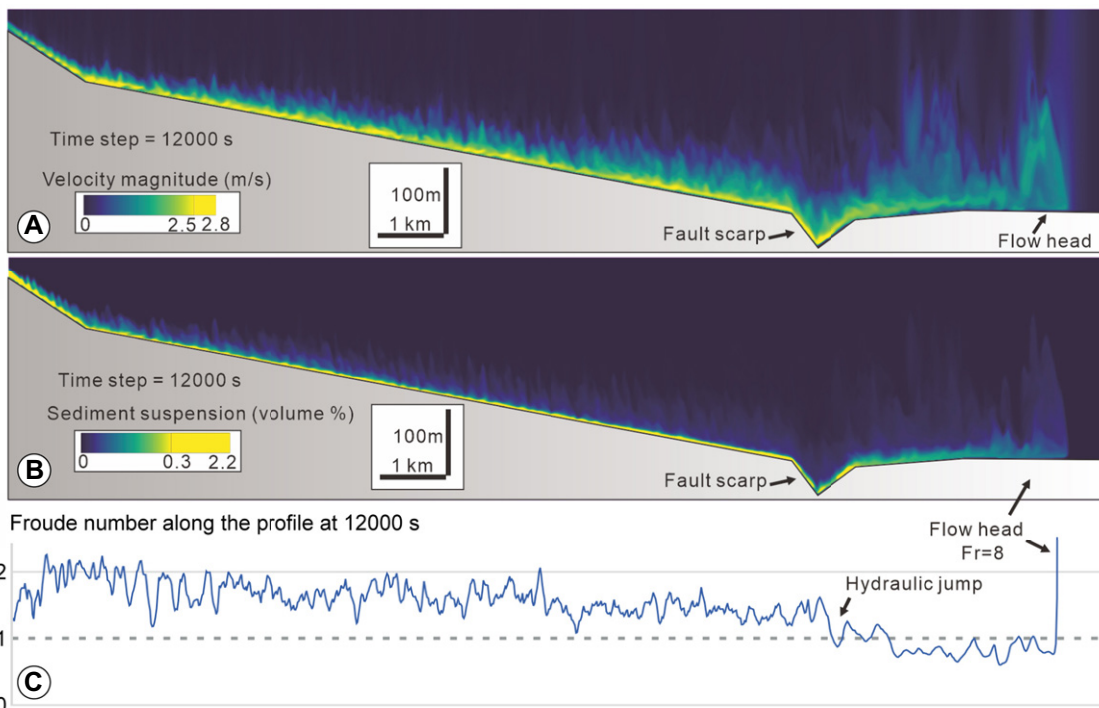 Time step = 12000 s
Velocity magnitude (m/s)
0 2.5 2.8
100m
1 km
A
Fault scarp
Flow head
Time step = 12000 s
Sediment suspension (volume %)
0 0.3 2.2
100m
1 km
B
Fault scarp
Froude number along the profile at 12000 s
Flow head
Fr=8
Hydraulic jump
2
1
C
0